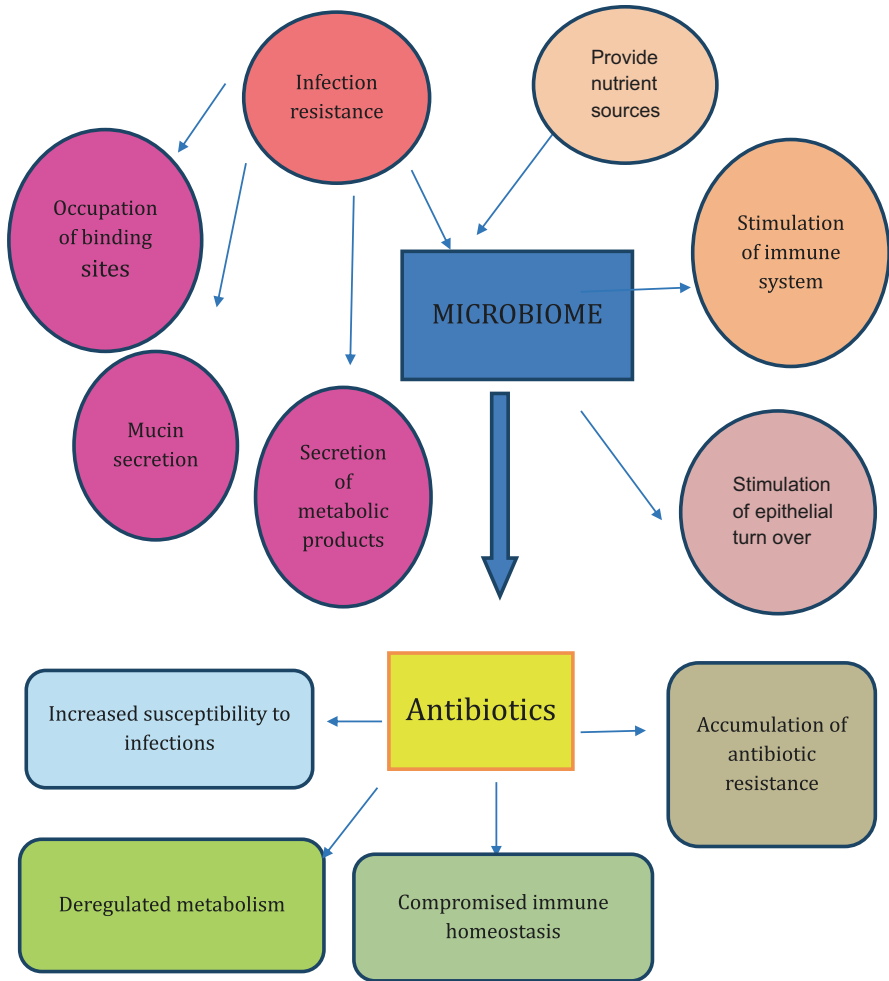 Infection
resistance
Provide
nutrient
sources
Occupation
of binding
sites
Stimulation
of immune
system
MICROBIOME
Mucin
secretion
Secretion
of
metabolic
products
Stimulation
of epithelial
turn over
Antibiotics
Increased susceptibility to
infections
Accumulation of
antibiotic
resistance
Deregulated metabolism
Compromised immune
homeostasis